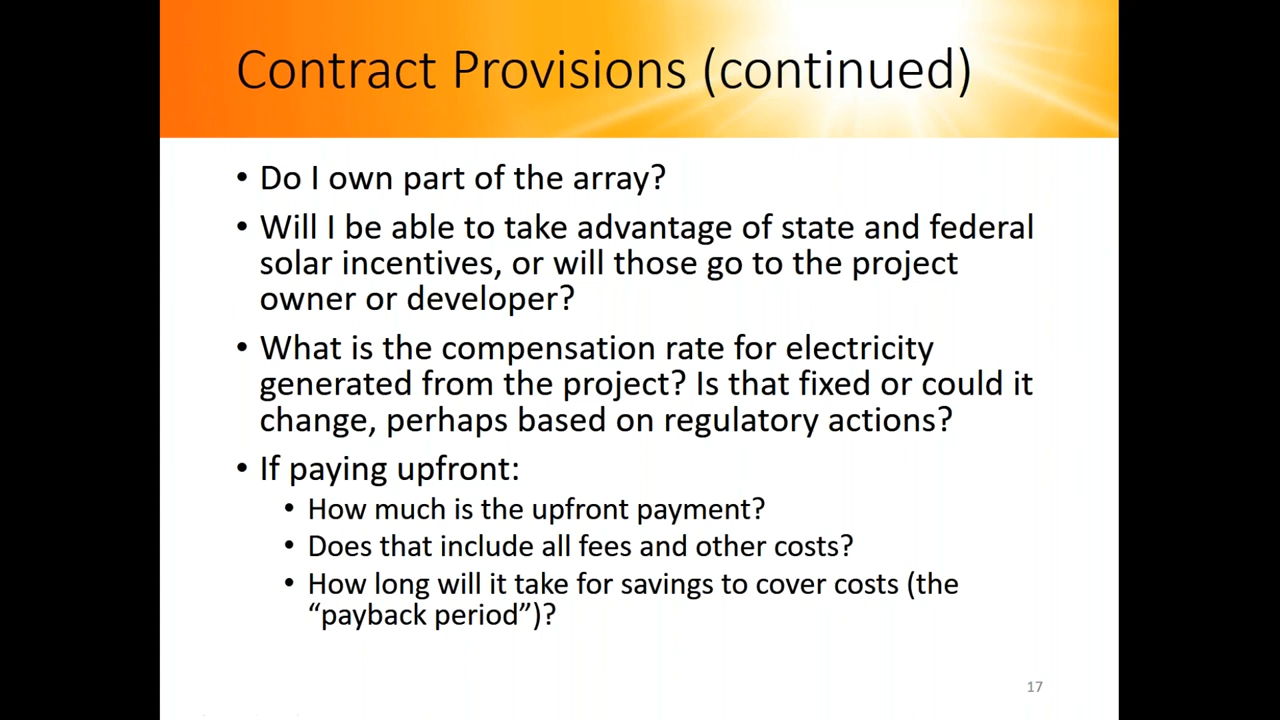 Contract Provisions (continued)
• Do I own part of the array?
• Will I be able to take advantage of state and federal
solar incentives, or will those go to the project
owner or developer?
• What is the compensation rate for electricity
generated from the project? Is that fixed or could it
change, perhaps based on regulatory actions?
• If paying upfront:
• How much is the upfront payment?
• Does that include all fees and other costs?
• How long will it take for savings to cover costs (the
“payback period”)?
17